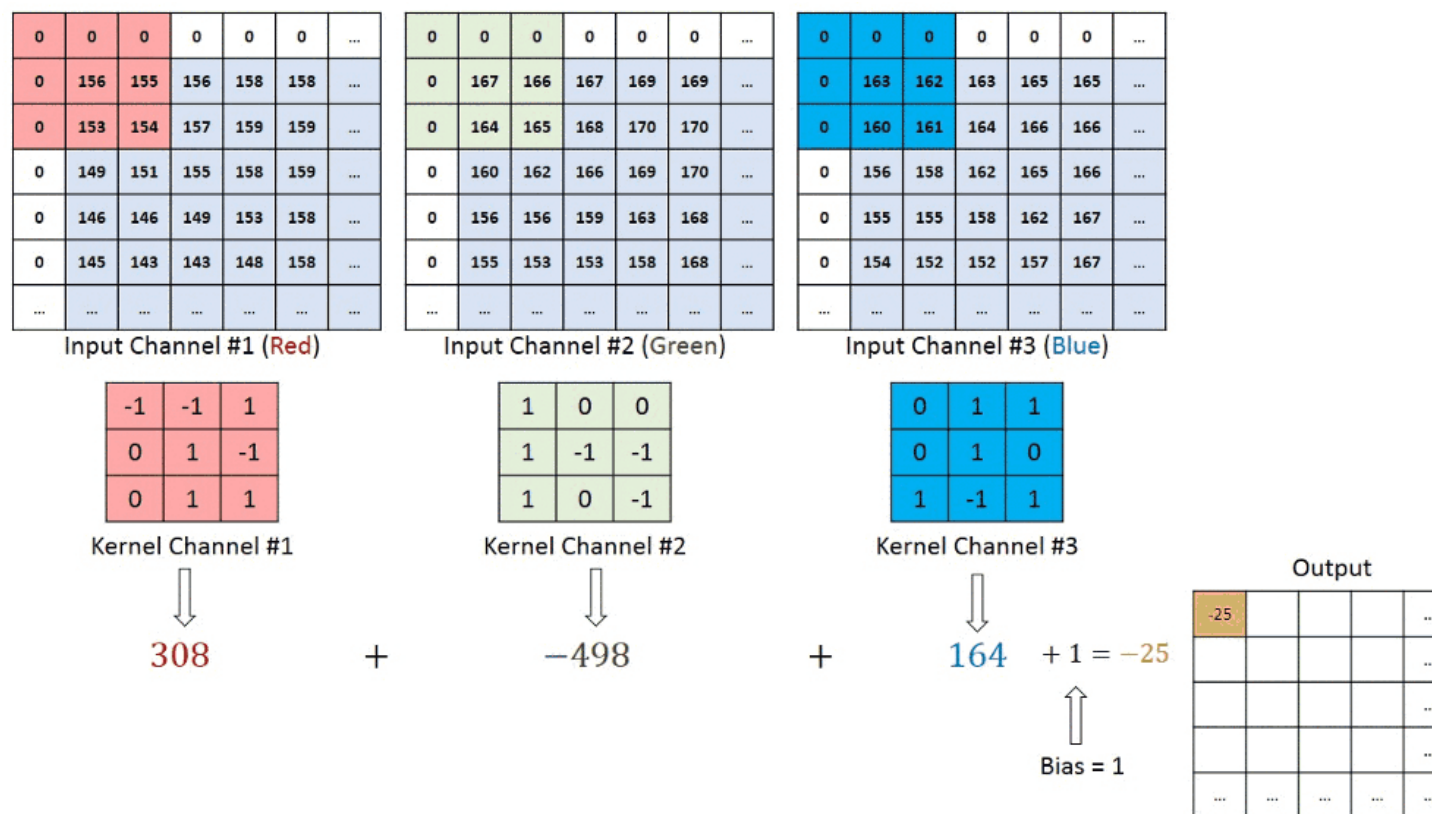 0 0 0 0 0 0 ... 0 0 0 0 0 0 ... 0 0 0 0 0 0 ...
0 156 155 156 158 158 ... 0 167 166 167 169 169 ... 0 163 162 163 165 165 ...
0 153 154 157 159 159 ... 0 164 165 168 170 170 ... 0 160 161 164 166 166 ...
0 149 151 155 158 159 ... 0 160 162 166 169 170 ... 0 156 158 162 165 166 ...
0 146 146 149 153 158 ... 0 156 156 159 163 168 ... 0 155 155 158 162 167 ...
0 145 143 143 148 158 ... 0 155 153 153 158 168 ... 0 154 152 152 157 167 ...
... ... ... ... ... ... ... ... ... ... ... ... ... ... ... ... ... ... ... ... ...
Input Channel #1 (Red) Input Channel #2 (Green) Input Channel #3 (Blue)
-1 -1 1 1 0 0 0 1 1
0 1 -1 1 -1 -1 0 1 0
0 1 1 1 0 -1 1 -1 1
Kernel Channel #1 Kernel Channel #2 Kernel Channel #3
Output
-25 ...
308 + −498 + 164 + 1 = −25
...
...
...
Bias = 1
... ... ... ... ...